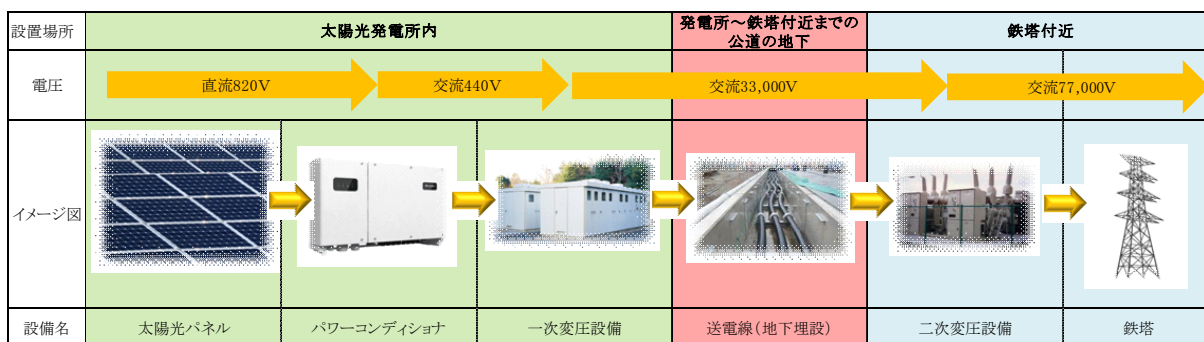 設置場所
太陽光発電所内
発電所～鉄塔付近までの
公道の地下
鉄塔付近
電圧
直流820V
交流440V
交流33,000V
交流77,000V
イメージ図
設備名
太陽光パネル
パワーコンディショナ
一次変圧設備
送電線(地下埋設)
二次変圧設備
鉄塔